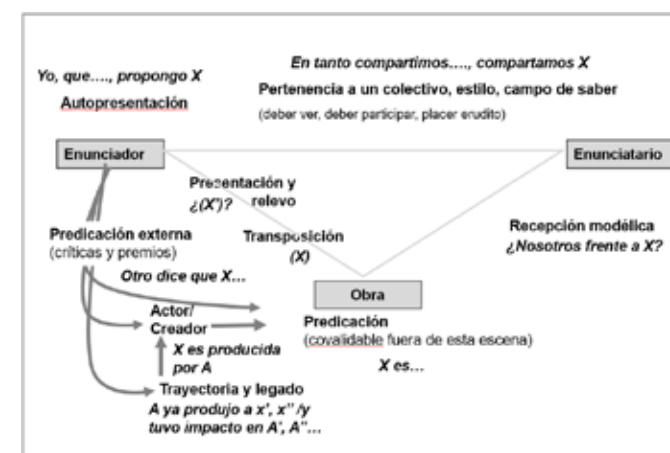 Yo, que...., propongo X
Autopresentación
En tanto compartimos...., compartamos X
Pertenencia a un colectivo, estilo, campo de saber
(deber ver, deber participar, placer erudito)
Enunciador
Enunciatario
Presentación y
¿(X')? relevo
Predicación externa
(críticas y premios)
Transposición
(X)
Recepción modélica
¿Nosotros frente a X?
Otro dice que X...
Obra
Actor/
Creador
Predicación
(covalidable fuera de esta escena)
X es...
X es producida
por A
Trayectoria y legado
A ya produjo a x', x'' /y
tuvo impacto en A', A''...